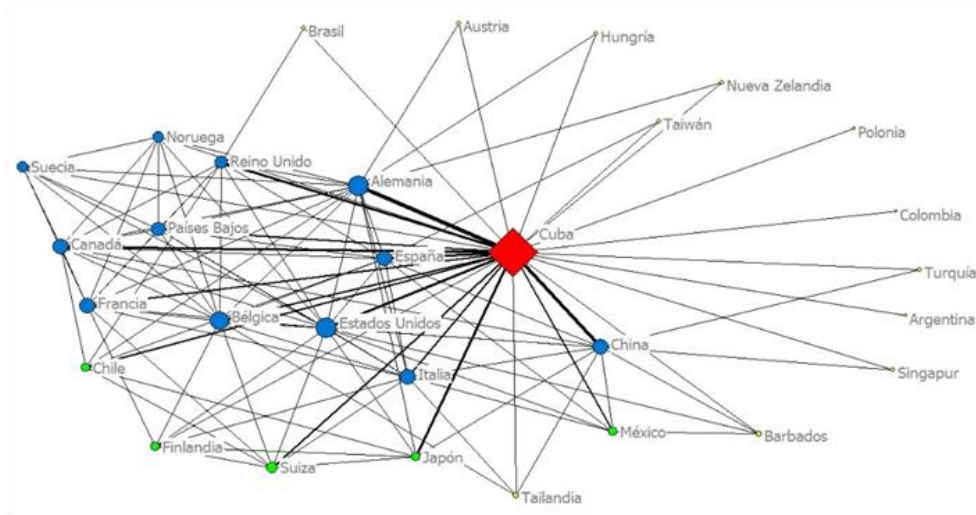 Brasil
Austria
Hungría
Nueva Zelandia
Taiwán
Polonia
Noruega
Reino Unido
Suecia
Alemania
Colombia
Países Bajos
Cuba
Canadá
España
Turquía
Francia
Bélgica
Estados Unidos
Argentina
China
Chile
Italia
Singapur
México
Barbados
Finlandia
Suiza
Japón
Tailandia